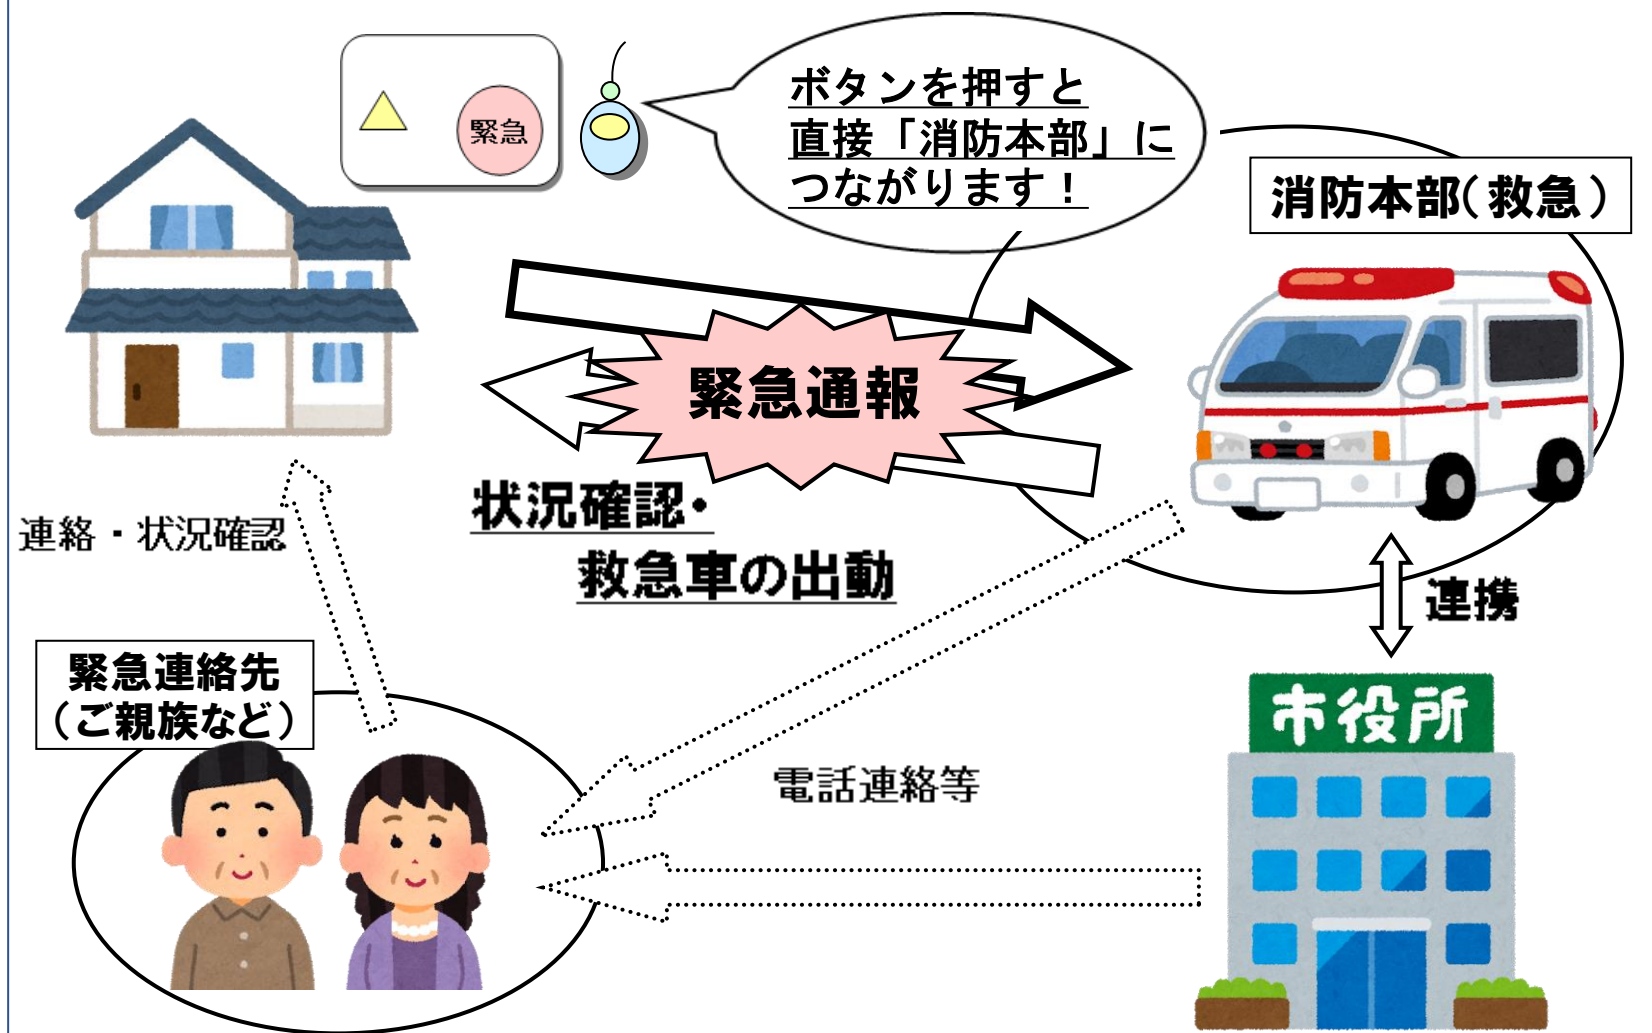 緊急
ボタンを押すと
直接「消防本部」に
つながります！
消防本部（救急）
緊急通報
状況確認・
救急車の出動
連絡・状況確認
連携
緊急連絡先
（ご親族など）
市役所
電話連絡等